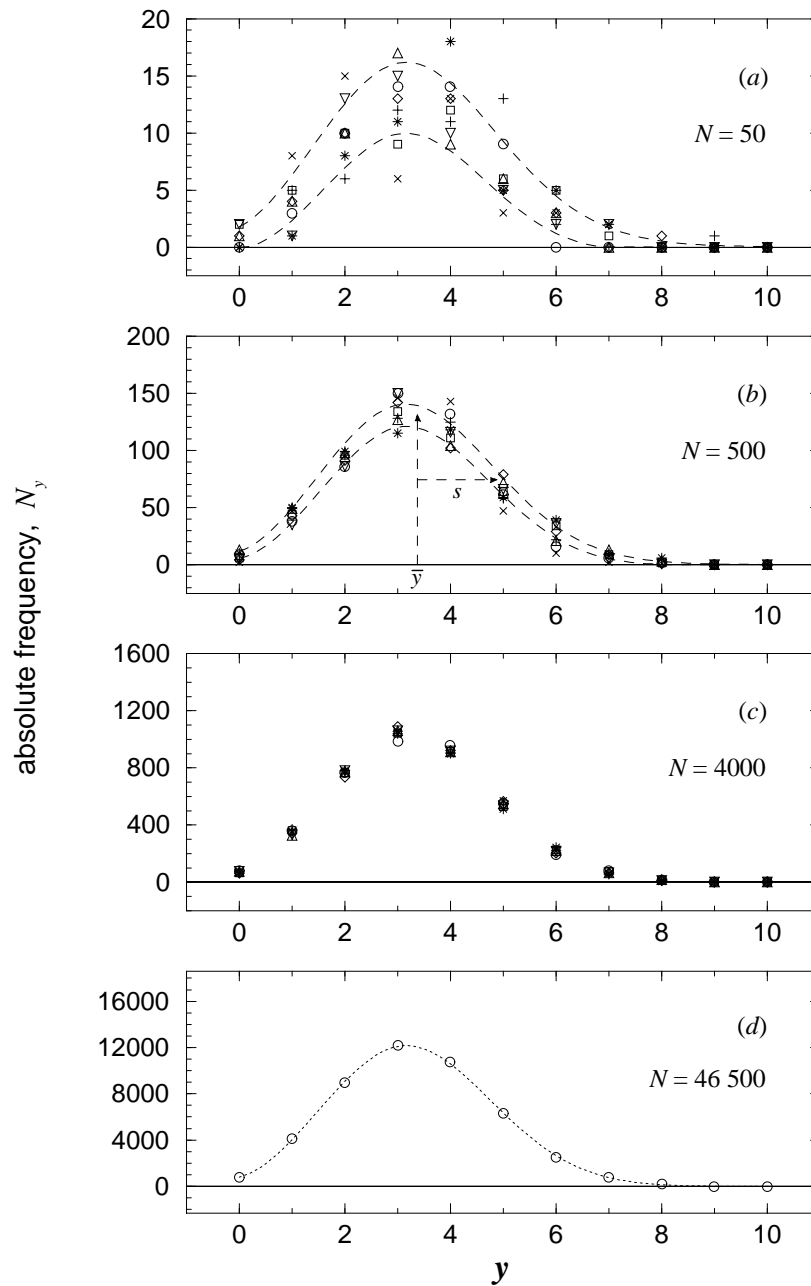 20
15
10
5
0
(a)
N = 50
0 2 4 6 8 10
200
150
100
50
0
(b)
N = 500
s
y̅
0 2 4 6 8 10
absolute frequency, N_y
1600
1200
800
400
0
(c)
N = 4000
0 2 4 6 8 10
16000
12000
8000
4000
0
(d)
N = 46 500
0 2 4 6 8 10
y